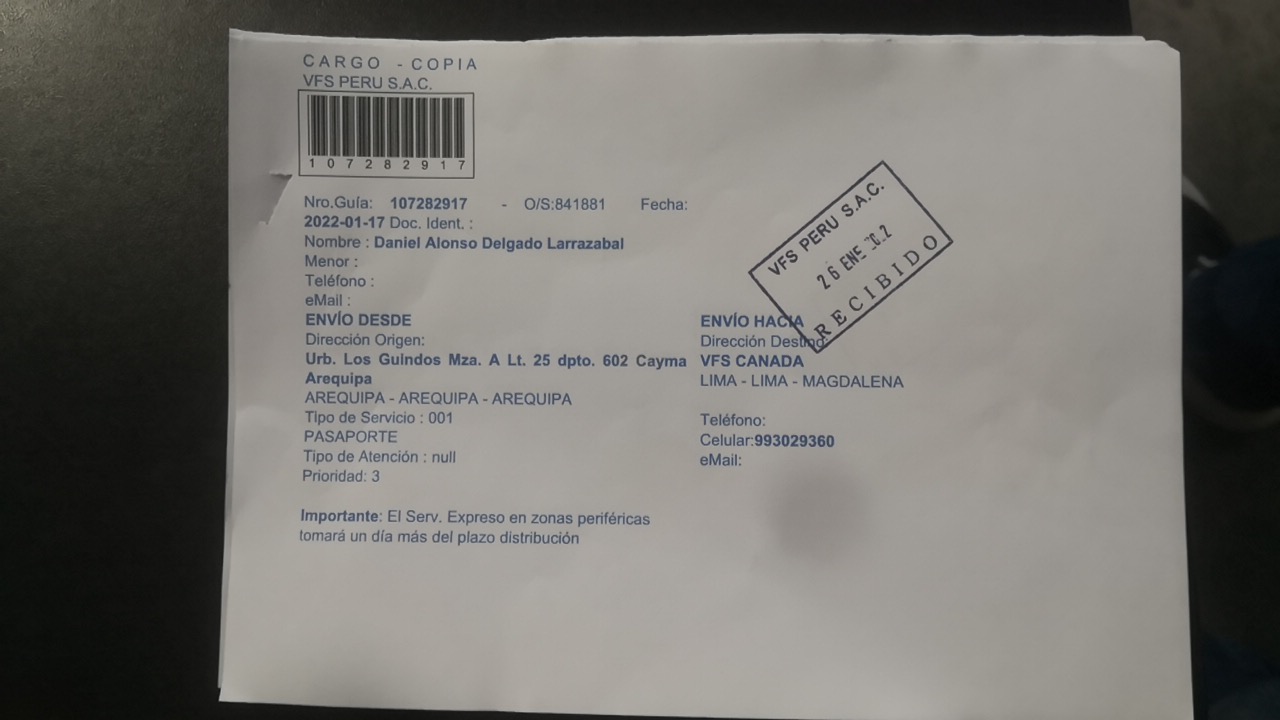 CARGO - COPIA
VFS PERU S.A.C.
107282917
Nro.Guía: 107282917 - O/S:841881 Fecha:
2022-01-17 Doc. Ident. :
Nombre : Daniel Alonso Delgado Larrazabal
Menor :
Teléfono :
eMail :
ENVÍO DESDE
Dirección Origen:
Urb. Los Guindos Mza. A Lt. 25 dpto. 602 Cayma
Arequipa
AREQUIPA - AREQUIPA - AREQUIPA
Tipo de Servicio : 001
PASAPORTE
Tipo de Atención : null
Prioridad: 3
Importante: El Serv. Expreso en zonas periféricas
tomará un día más del plazo distribución
VFS PERU S.A.C.
26 ENE
RECIBIDO
ENVÍO HACIA
Dirección Destino:
VFS CANADA
LIMA - LIMA - MAGDALENA
Teléfono:
Celular:993029360
eMail: